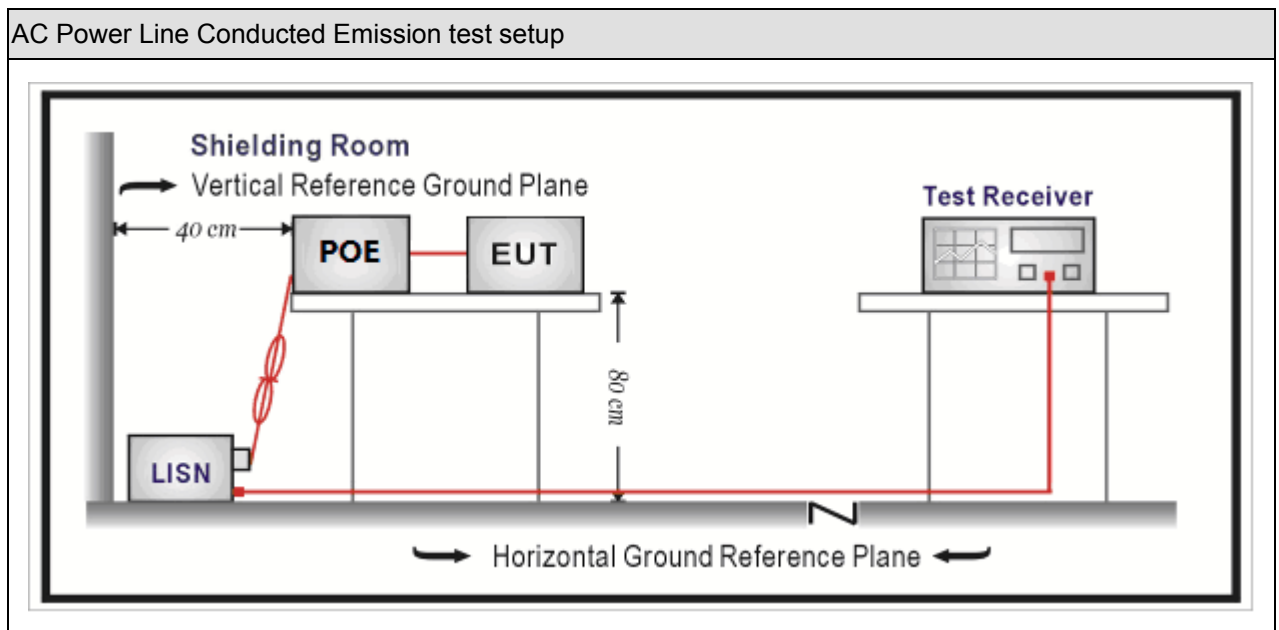 AC Power Line Conducted Emission test setup
Shielding Room
Vertical Reference Ground Plane
40 cm
POE
EUT
Test Receiver
80 cm
LISN
Horizontal Ground Reference Plane